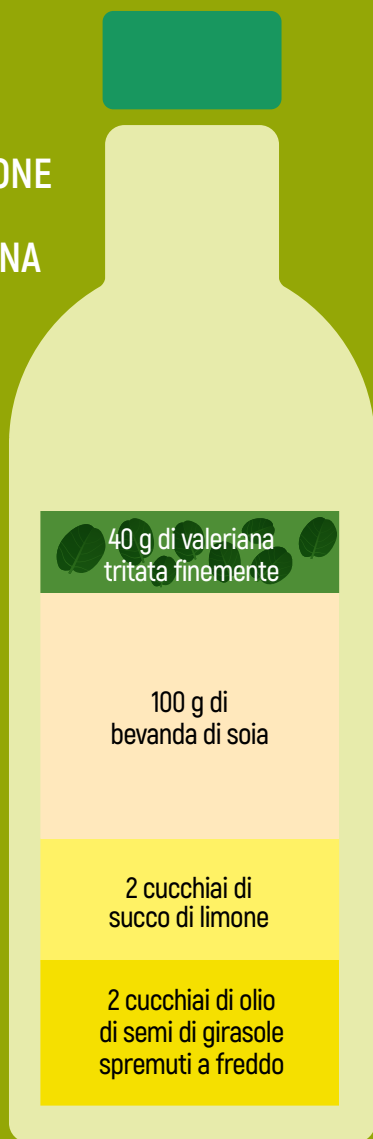 ONE
NA
40 g di valeriana
tritata finemente
100 g di
bevanda di soia
2 cucchiai di
succo di limone
2 cucchiai di olio
di semi di girasole
spremuti a freddo